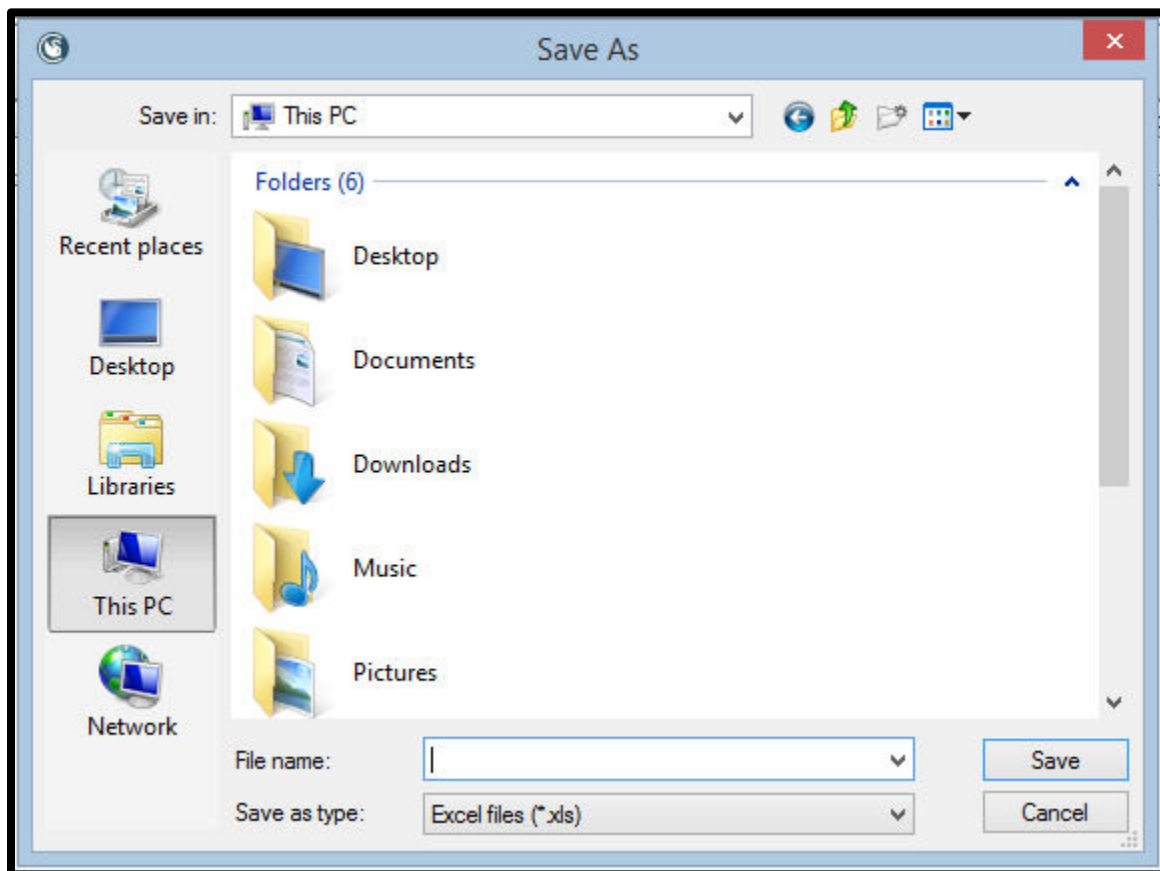 Save As
Save in: This PC
Folders (6)
Recent places
Desktop
Libraries
This PC
Network
Desktop
Documents
Downloads
Music
Pictures
File name:
Save
Save as type: Excel files (*.xls)
Cancel